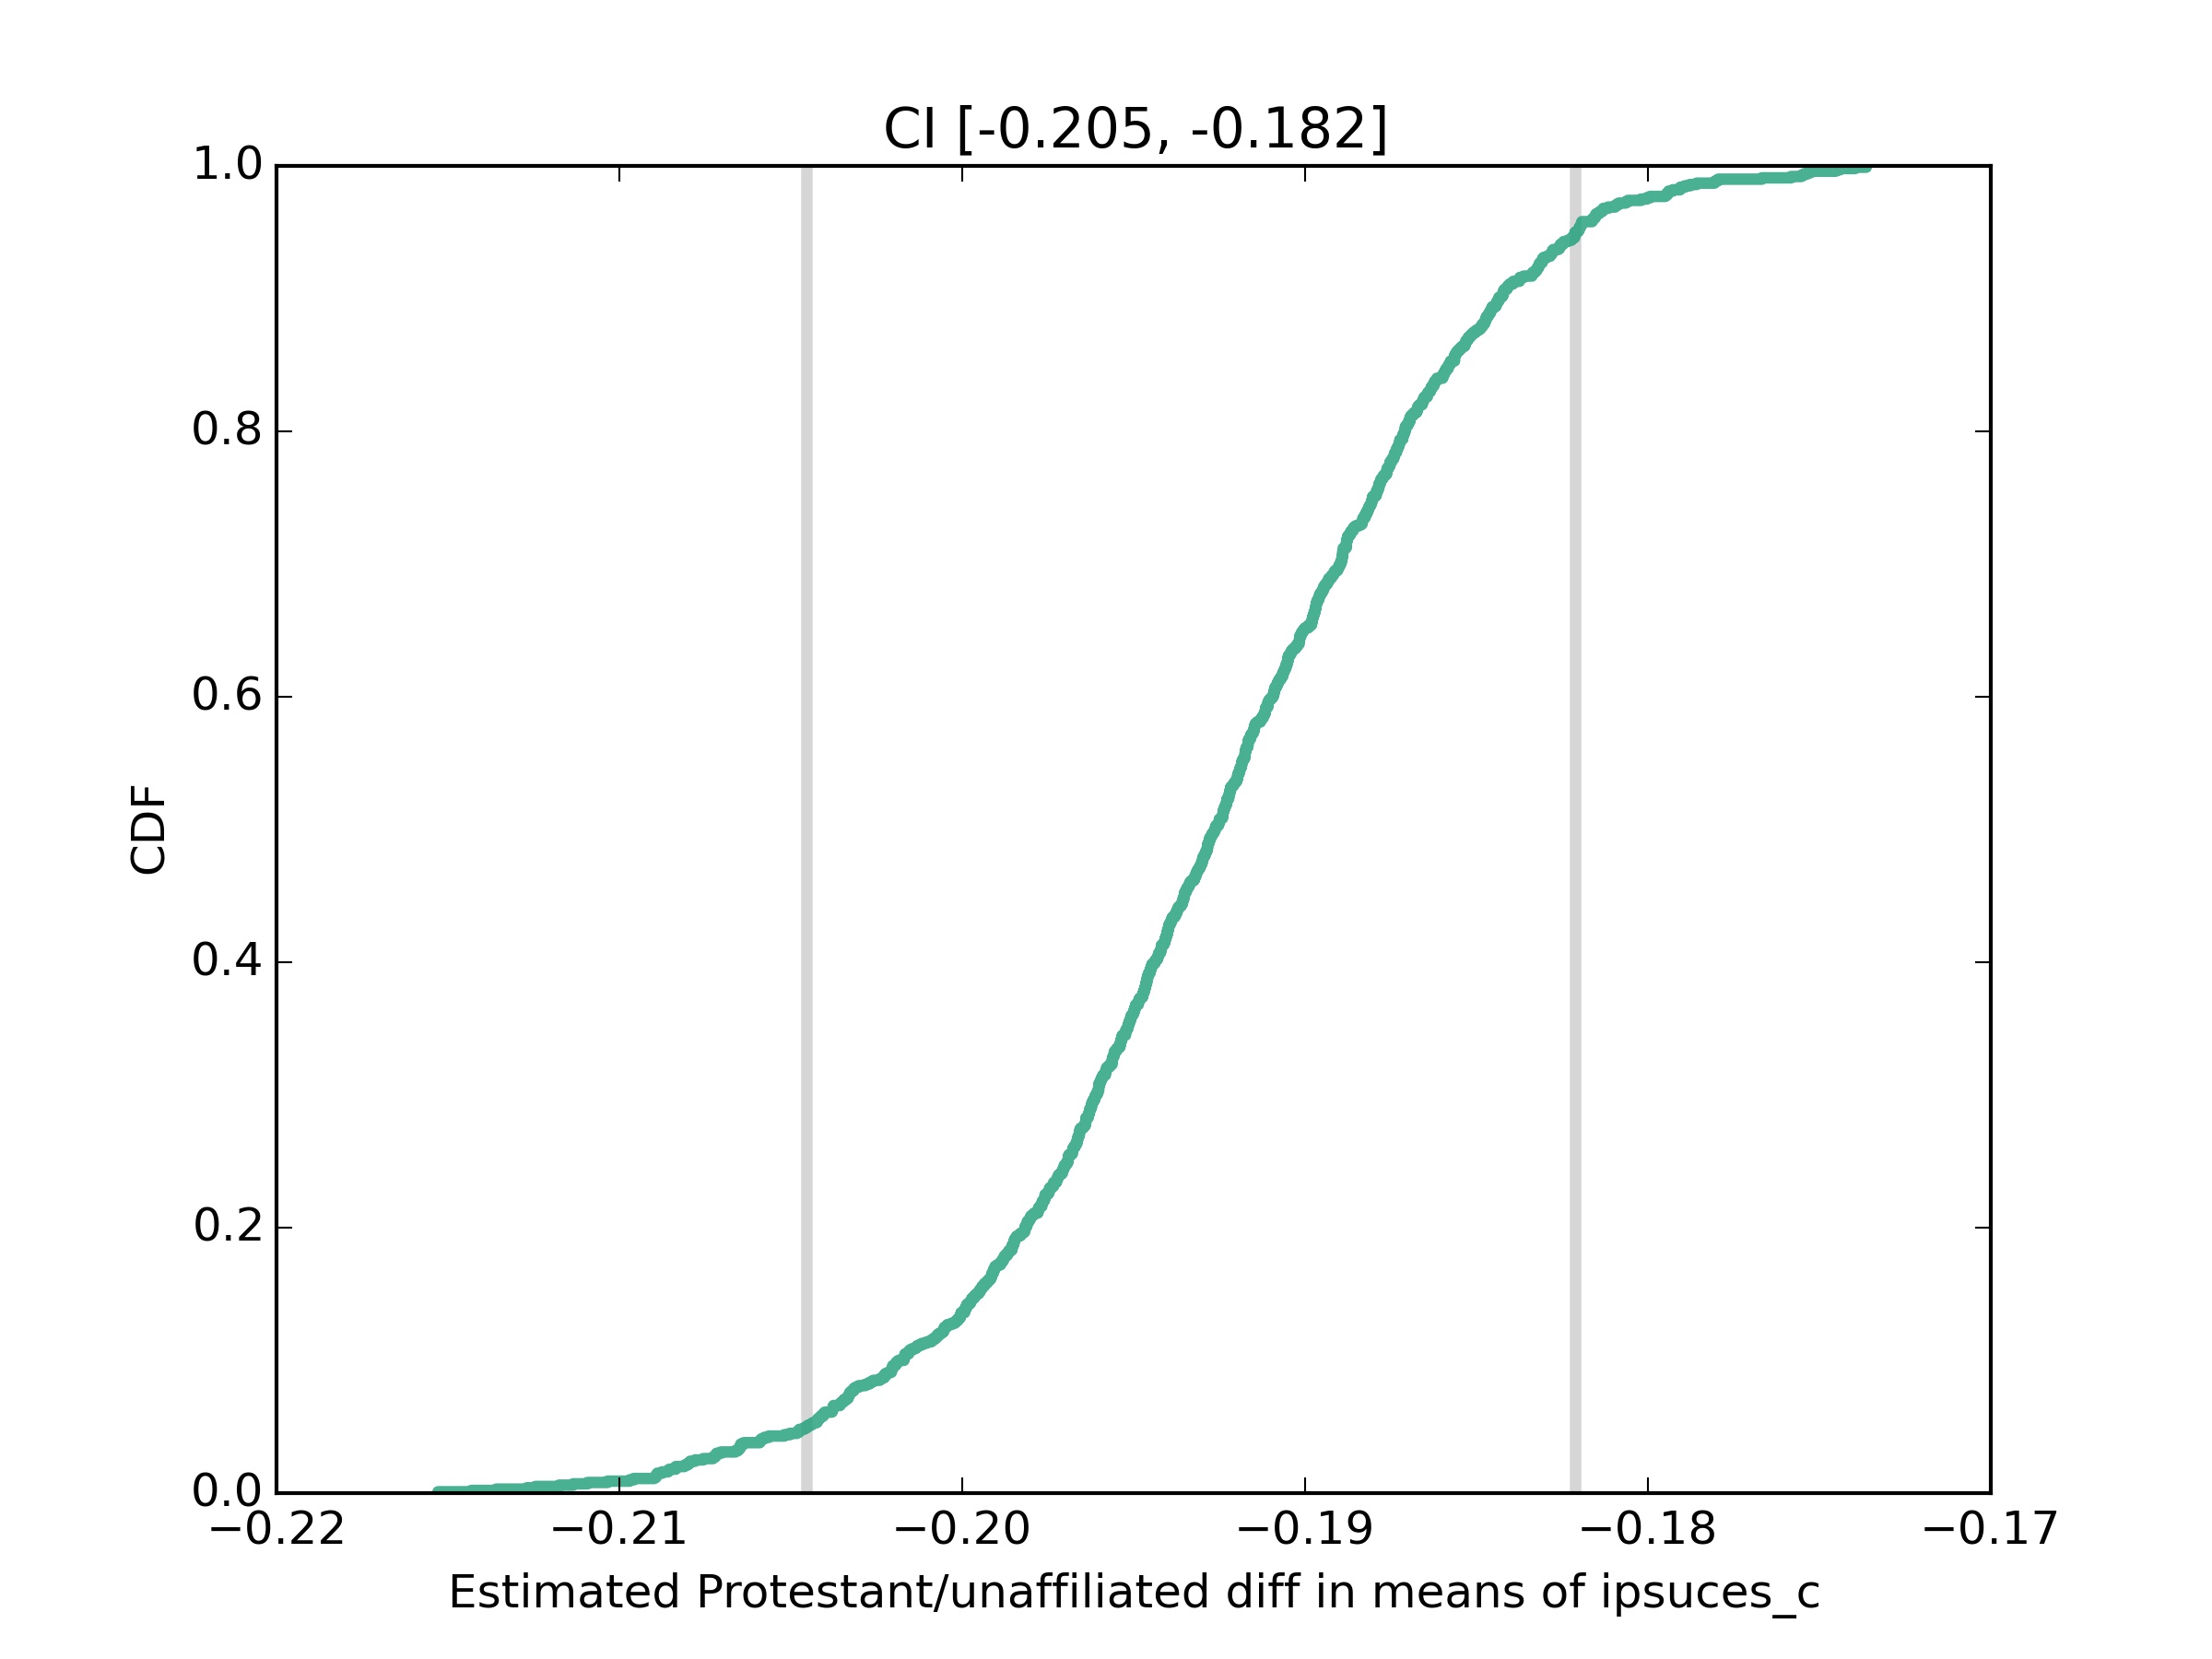 CI [-0.205, -0.182]
1.0
0.8
0.6
0.4
0.2
0.0
CDF
−0.22 −0.21 −0.20 −0.19 −0.18 −0.17
Estimated Protestant/unaffiliated diff in means of ipsuces_c